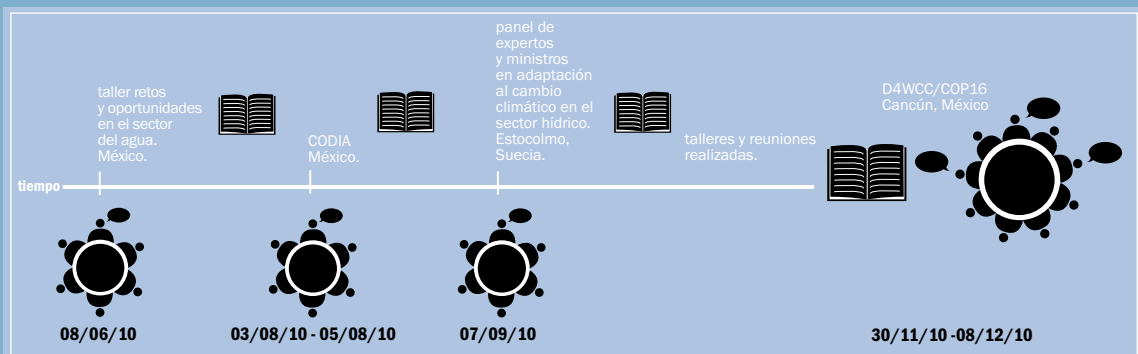 taller retos
y oportunidades
en el sector
del agua.
México.
CODIA
México.
panel de
expertos
y ministros
en adaptación
al cambio
climático en el
sector hídrico.
Estocolmo,
Suecia.
talleres y reuniones
realizadas.
D4WCC/COP16
Cancún, México
tiempo
08/06/10
03/08/10 - 05/08/10
07/09/10
30/11/10 -08/12/10